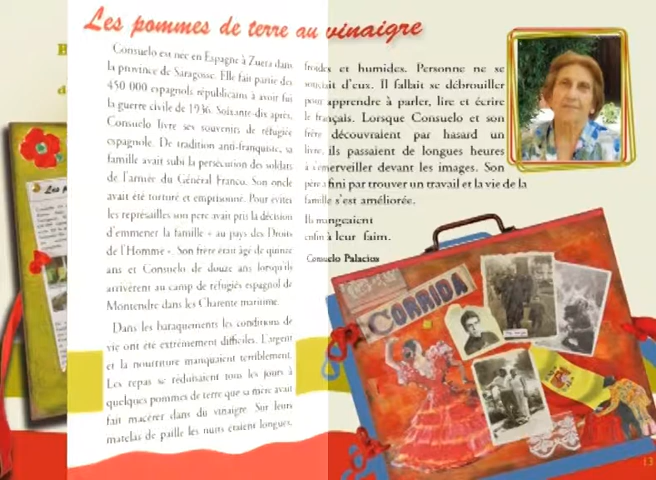 Les pommes de terre au vinaigre
Consuelo est née en Espagne à Zuera dans
la province de Saragosse. Elle fait partie des
450 000 espagnols républicains à avoir fui
la guerre civile de 1936. Soixante-dix après,
Consuelo livre ses souvenirs de réfugiée
espagnole. De tradition anti-franquiste, sa
famille avait subi la persécution des soldats
de l'armée du Général Franco. Son oncle
avait été torturé et emprisonné. Pour éviter
les représailles son père avait pris la décision
d'emmener la famille « au pays des Droits
de l'Homme ». Son frère était âgé de quinze
ans et Consuelo de douze ans lorsqu'ils
arrivèrent au camp de réfugiés espagnol de
Montendre dans les Charente maritime.
Dans les baraquements les conditions de
vie ont été extrêmement difficiles. L'argent
et la nourriture manquaient terriblement.
Les repas se réduisaient tous les jours à
quelques pommes de terre que sa mère avait
fait macérer dans du vinaigre. Sur leurs
matelas de paille les nuits étaient longues,
froides et humides. Personne ne se
souciait d'eux. Il fallait se débrouiller
pour apprendre à parler, lire et écrire
le français. Lorsque Consuelo et son
frère découvraient par hasard un
livre, ils passaient de longues heures
à s'émerveiller devant les images. Son
père a fini par trouver un travail et la vie de la
famille s'est améliorée.
Ils mangeaient
enfin à leur faim.
Consuelo Palacios
CORRIDA
13